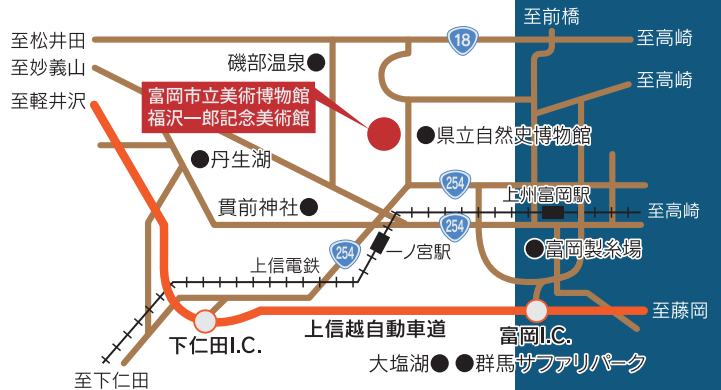 至前橋
至松井田
18
至高崎
至妙義山
磯部温泉
至高崎
至軽井沢
富岡市立美術博物館
福沢一郎記念美術館
県立自然史博物館
丹生湖
254
上州富岡駅
貫前神社
至高崎
254
254
一ノ宮駅
富岡製糸場
上信電鉄
至藤岡
下仁田I.C.
上信越自動車道
富岡I.C.
大塩湖
群馬サファリパーク
至下仁田